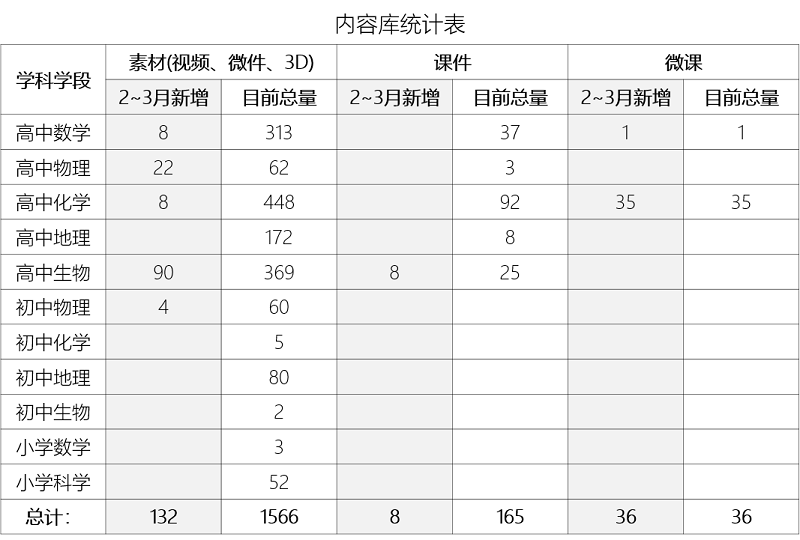 内容库统计表
学科学段 素材(视频、微件、3D) 课件 微课
2~3月新增 目前总量 2~3月新增 目前总量 2~3月新增 目前总量
高中数学 8 313 37 1 1
高中物理 22 62 3
高中化学 8 448 92 35 35
高中地理 172 8
高中生物 90 369 8 25
初中物理 4 60
初中化学 5
初中地理 80
初中生物 2
小学数学 3
小学科学 52
总计： 132 1566 8 165 36 36